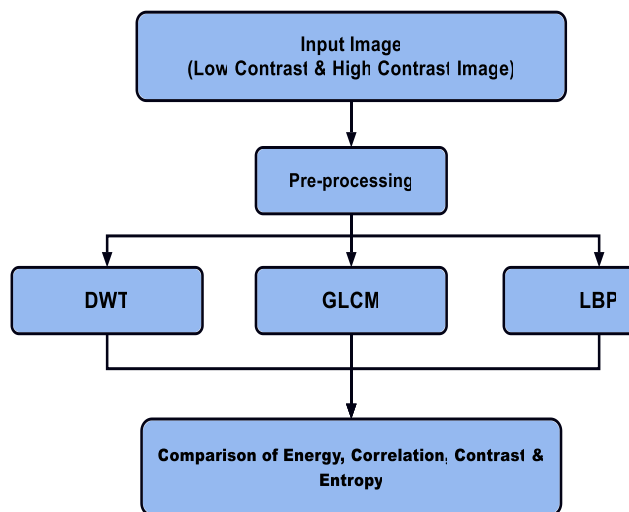 Input Image
(Low Contrast & High Contrast Image)
Pre-processing
DWT
GLCM
LBP
Comparison of Energy, Correlation, Contrast &
Entropy